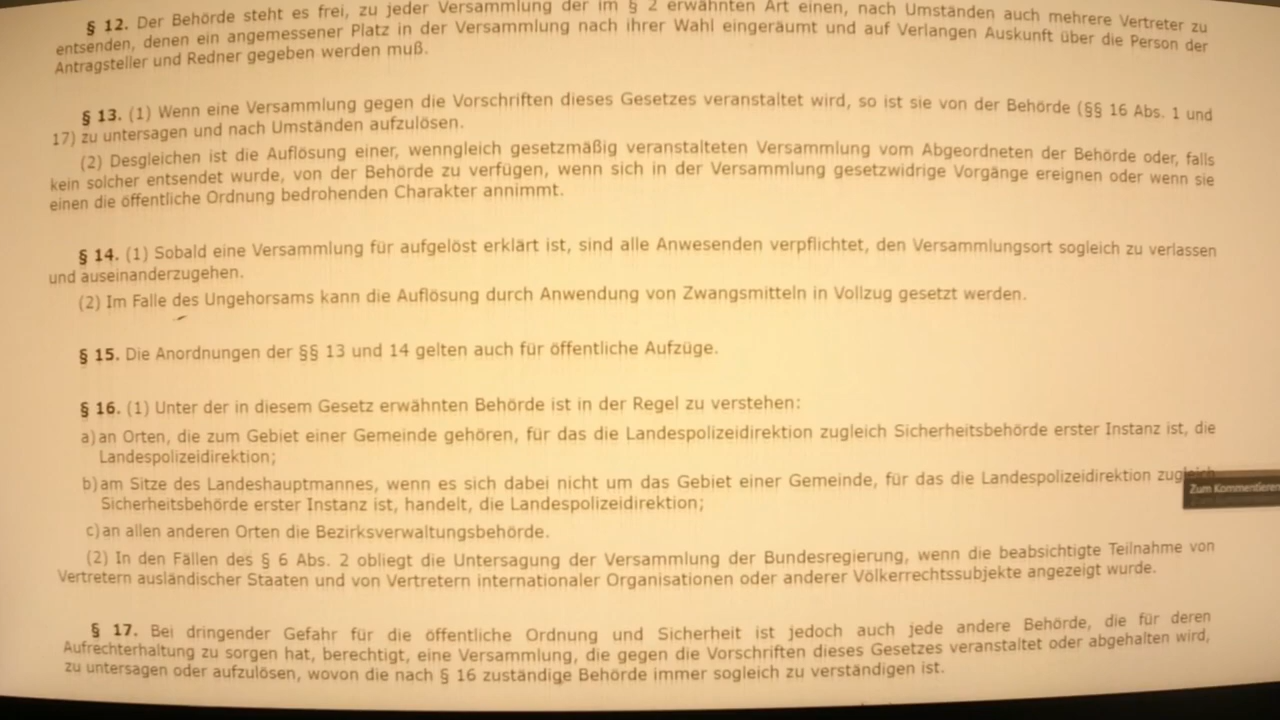 § 12. Der Behörde steht es frei, zu jeder Versammlung der im § 2 erwähnten Art einen, nach Umständen auch mehrere Vertreter zu
entsenden, denen ein angemessener Platz in der Versammlung nach ihrer Wahl eingeräumt und auf Verlangen Auskunft über die Person der
Antragsteller und Redner gegeben werden muß.
§ 13. (1) Wenn eine Versammlung gegen die Vorschriften dieses Gesetzes veranstaltet wird, so ist sie von der Behörde (§§ 16 Abs. 1 und
17) zu untersagen und nach Umständen aufzulösen.
(2) Desgleichen ist die Auflösung einer, wenngleich gesetzmäßig veranstalteten Versammlung vom Abgeordneten der Behörde oder, falls
kein solcher entsendet wurde, von der Behörde zu verfügen, wenn sich in der Versammlung gesetzwidrige Vorgänge ereignen oder wenn sie
einen die öffentliche Ordnung bedrohenden Charakter annimmt.
§ 14. (1) Sobald eine Versammlung für aufgelöst erklärt ist, sind alle Anwesenden verpflichtet, den Versammlungsort sogleich zu verlassen
und auseinanderzugehen.
(2) Im Falle des Ungehorsams kann die Auflösung durch Anwendung von Zwangsmitteln in Vollzug gesetzt werden.
§ 15. Die Anordnungen der §§ 13 und 14 gelten auch für öffentliche Aufzüge.
§ 16. (1) Unter der in diesem Gesetz erwähnten Behörde ist in der Regel zu verstehen:
a) an Orten, die zum Gebiet einer Gemeinde gehören, für das die Landespolizeidirektion zugleich Sicherheitsbehörde erster Instanz ist, die
Landespolizeidirektion;
b) am Sitze des Landeshauptmannes, wenn es sich dabei nicht um das Gebiet einer Gemeinde, für das die Landespolizeidirektion zugleich
Zum Kommentieren
Sicherheitsbehörde erster Instanz ist, handelt, die Landespolizeidirektion;
c) an allen anderen Orten die Bezirksverwaltungsbehörde.
(2) In den Fällen des § 6 Abs. 2 obliegt die Untersagung der Versammlung der Bundesregierung, wenn die beabsichtigte Teilnahme von
Vertretern ausländischer Staaten und von Vertretern internationaler Organisationen oder anderer Völkerrechtssubjekte angezeigt wurde.
§ 17. Bei dringender Gefahr für die öffentliche Ordnung und Sicherheit ist jedoch auch jede andere Behörde, die für deren
Aufrechterhaltung zu sorgen hat, berechtigt, eine Versammlung, die gegen die Vorschriften dieses Gesetzes veranstaltet oder abgehalten wird,
zu untersagen oder aufzulösen, wovon die nach § 16 zuständige Behörde immer sogleich zu verständigen ist.